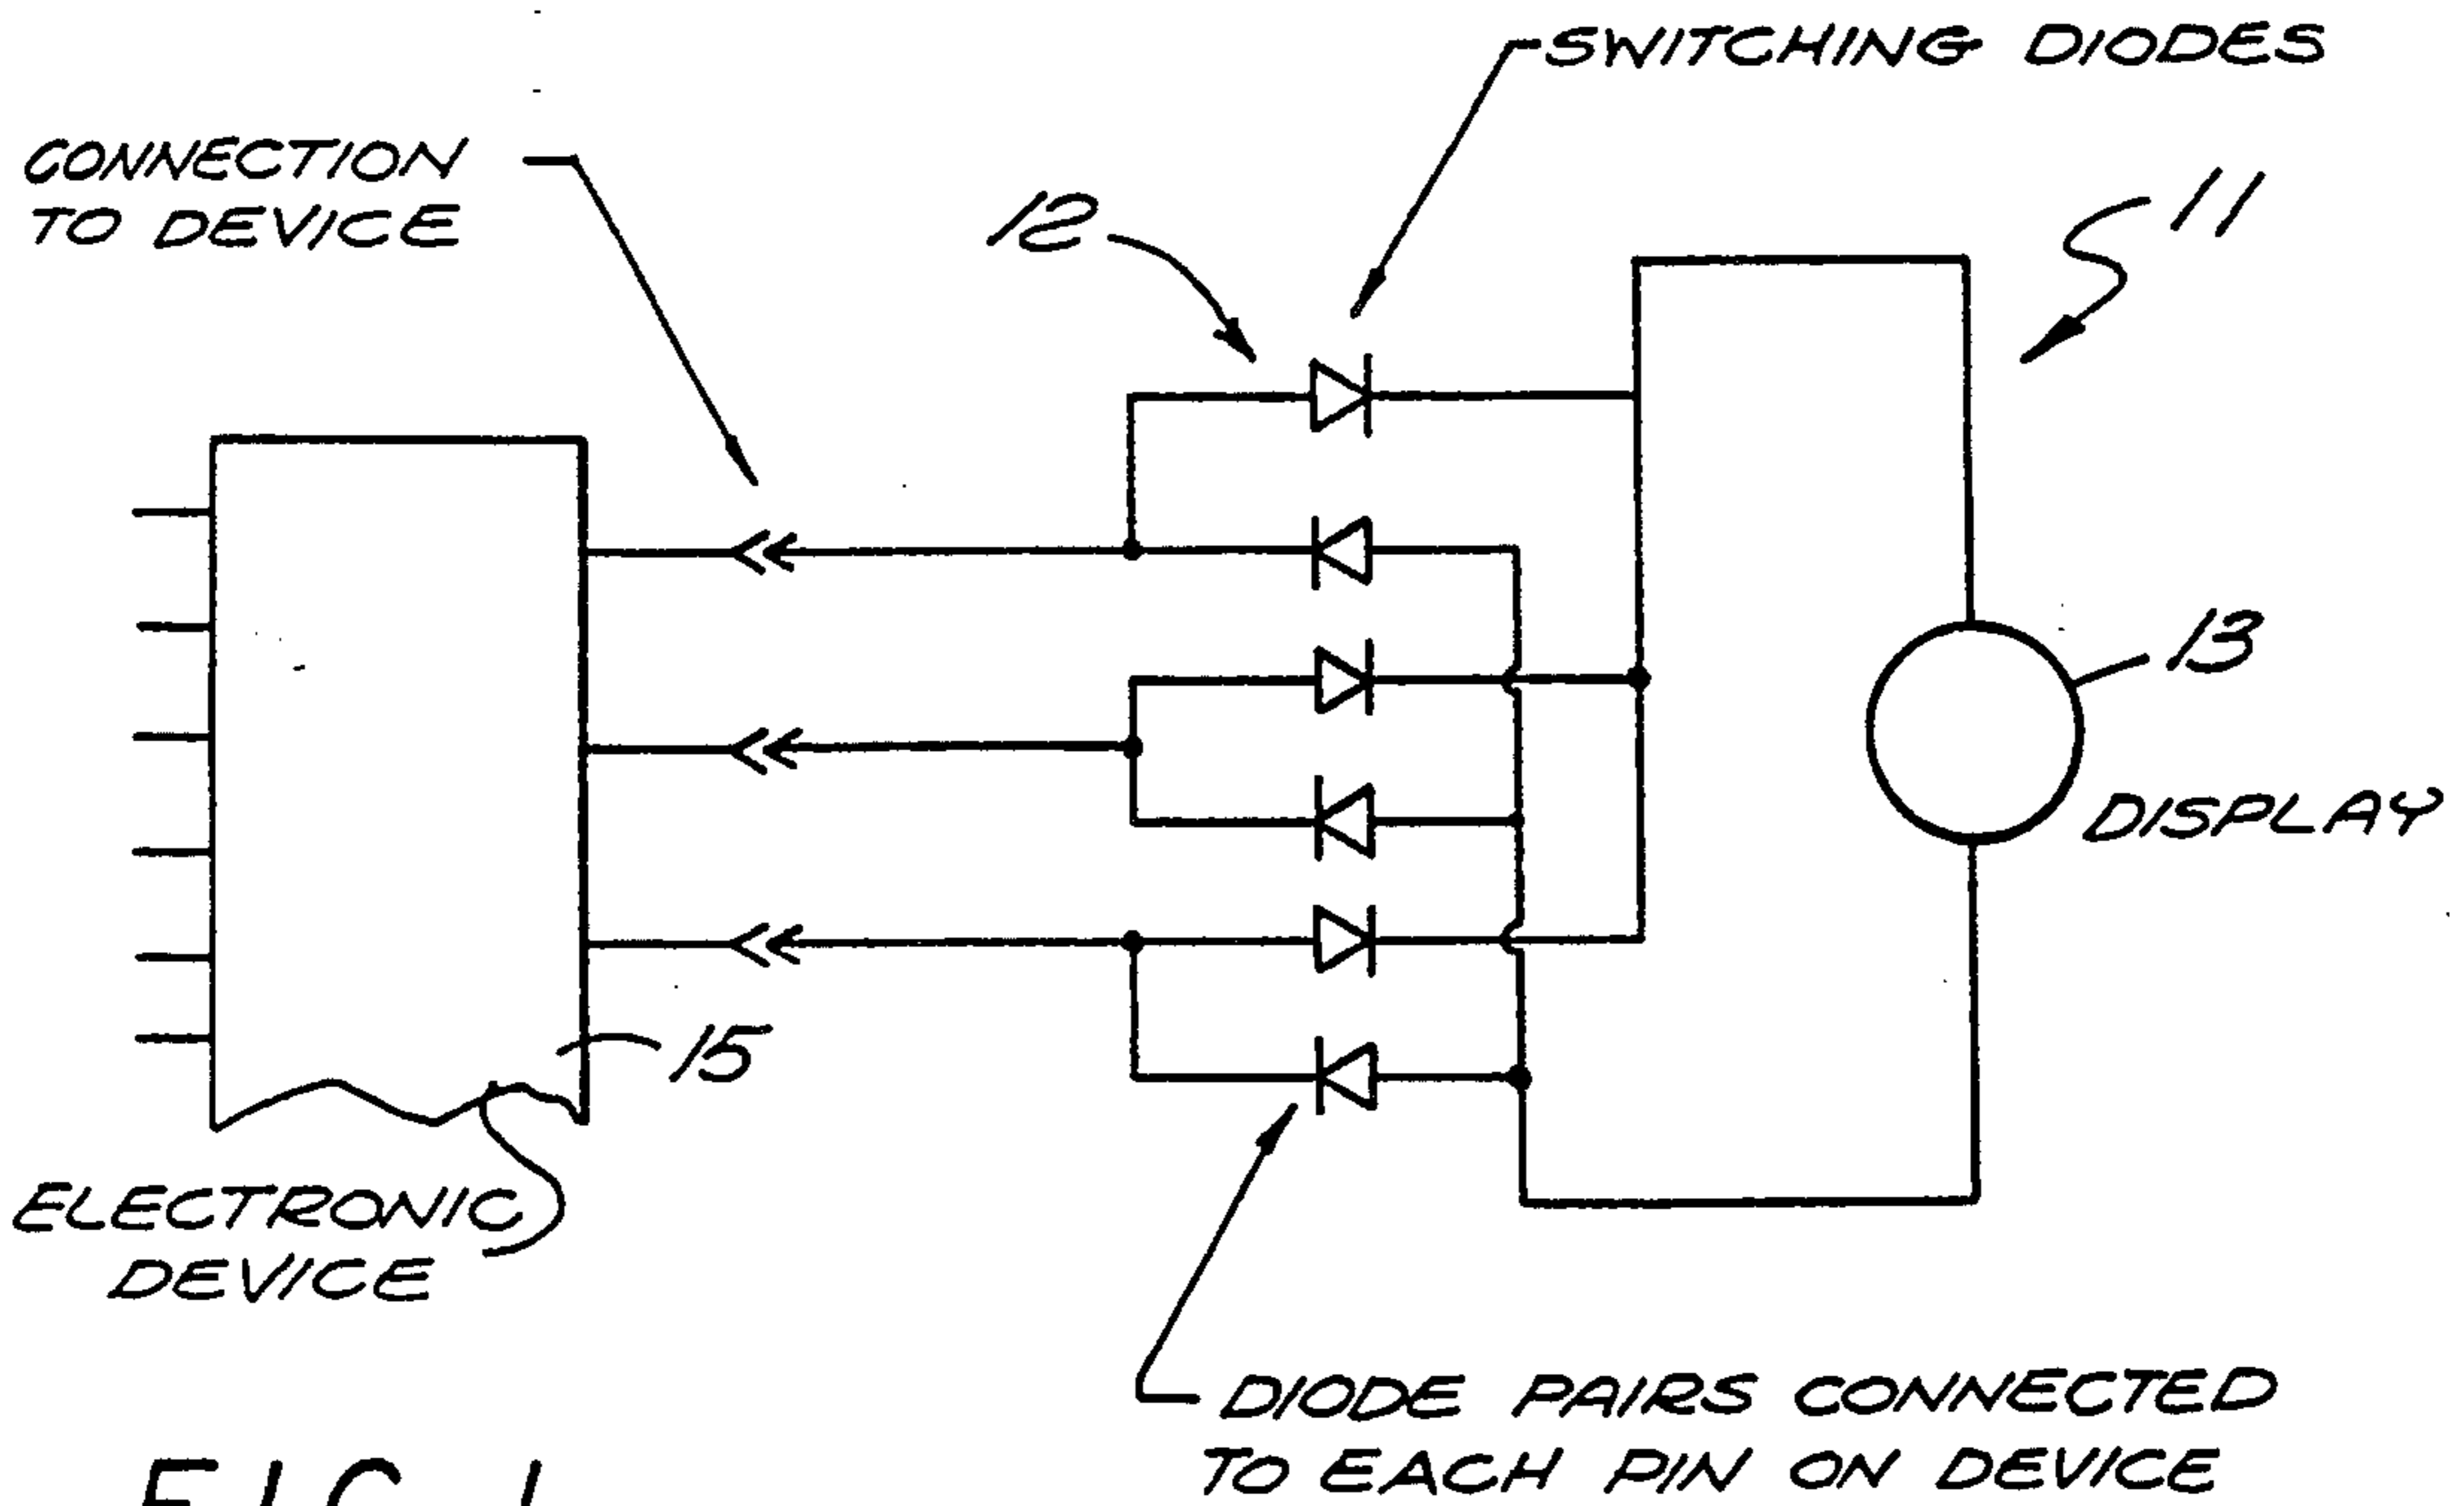 SWITCHING DIODES
CONNECTION
TO DEVICE
12
11
13
DISPLAY
15
ELECTRONIC
DEVICE
DIODE PAIRS CONNECTED
TO EACH PIN ON DEVICE